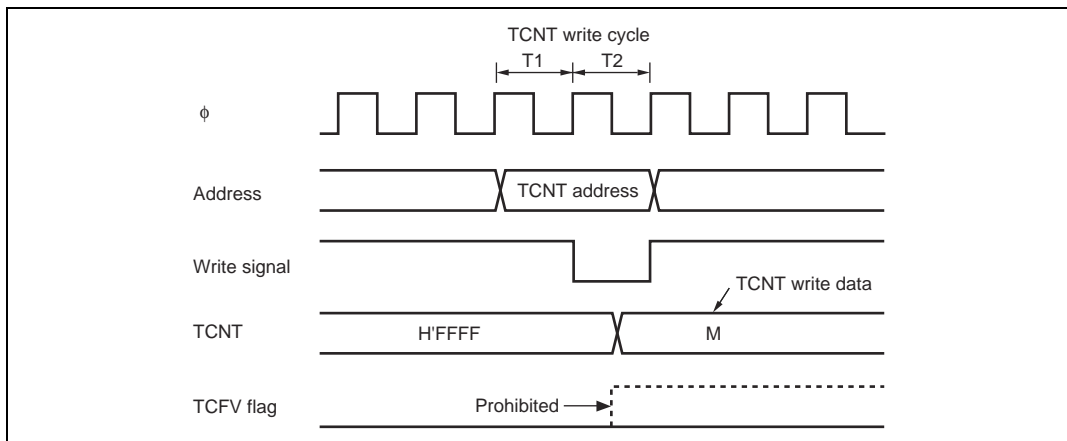 TCNT write cycle
T1 T2
ϕ
Address TCNT address
Write signal
TCNT write data
TCNT H'FFFF M
TCFV flag Prohibited